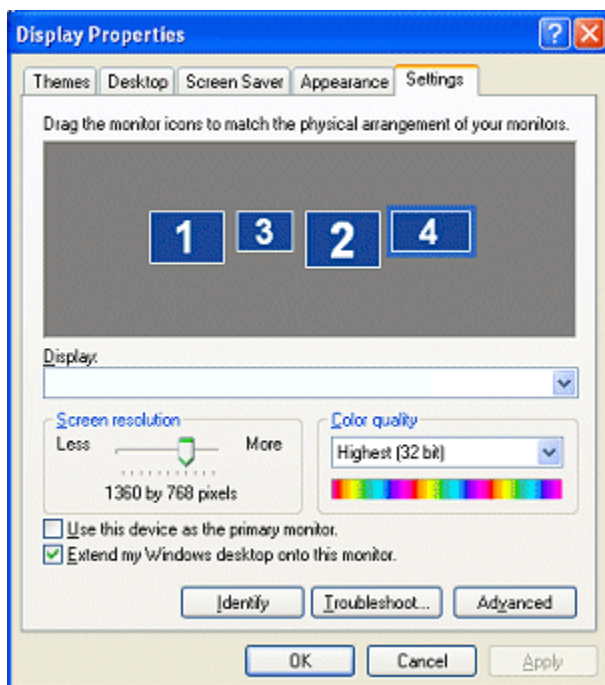 Display Properties
Themes Desktop Screen Saver Appearance Settings
Drag the monitor icons to match the physical arrangement of your monitors.
1 3 2 4
Display:
Screen resolution
Less More
1360 by 768 pixels
Color quality
Highest (32 bit)
Use this device as the primary monitor.
Extend my Windows desktop onto this monitor.
Identify Troubleshoot... Advanced
OK Cancel Apply